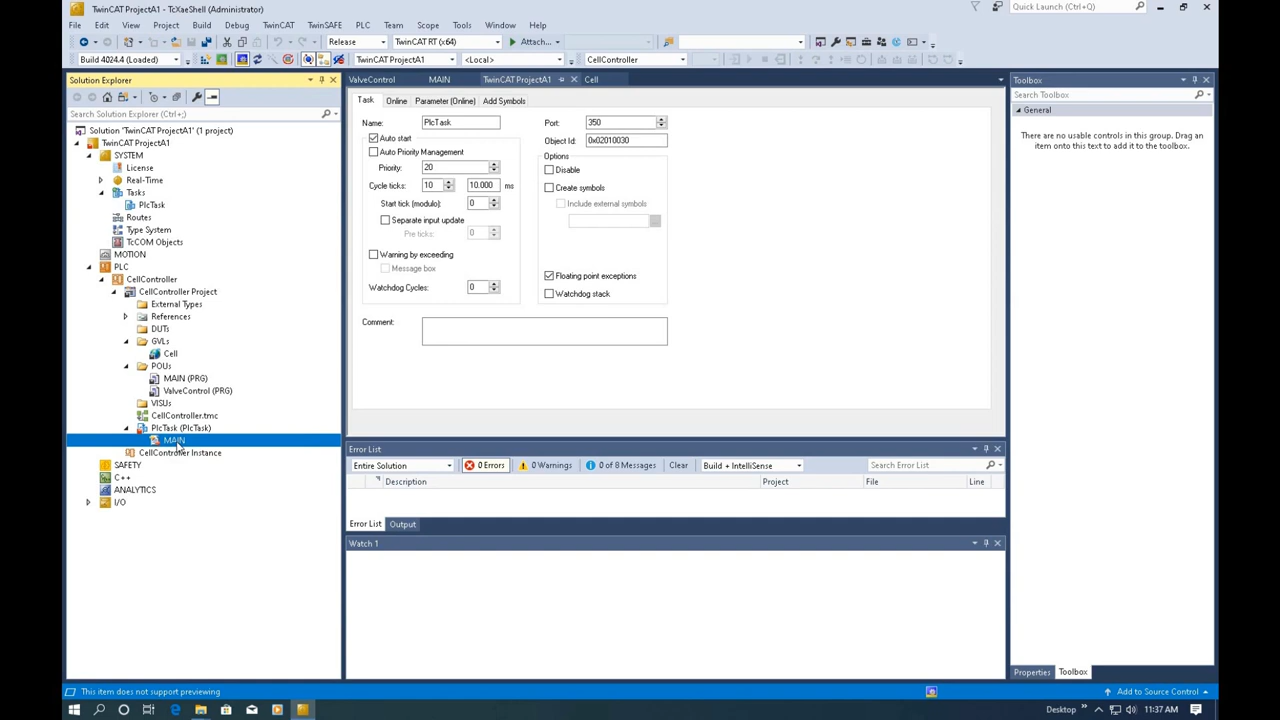 TwinCAT ProjectA1 - TcXaeShell (Administrator)
Quick Launch (Ctrl+;)
File Edit View Project Build Debug TwinCAT TwinSAFE PLC Team Scope Tools Window Help
Release TwinCAT RT (x64) Attach...
Build 4024.4 (Loaded) TwinCAT ProjectA1 <Local> CellController
Solution Explorer
Search Solution Explorer (Ctrl+;)
Solution 'TwinCAT ProjectA1' (1 project)
TwinCAT ProjectA1
SYSTEM
License
Real-Time
Tasks
PlcTask
Routes
Type System
TcCOM Objects
MOTION
PLC
CellController
CellController Project
External Types
References
DUTs
GVLs
Cell
POUs
MAIN (PRG)
ValveControl (PRG)
VISUs
CellController.tmc
PlcTask (PlcTask)
MAIN
CellController Instance
SAFETY
C++
ANALYTICS
I/O
ValveControl MAIN TwinCAT ProjectA1 Cell
Task Online Parameter (Online) Add Symbols
Name: PlcTask
Port: 350
Auto start
Object Id: 0x02010030
Auto Priority Management
Options
Priority: 20
Disable
Cycle ticks: 10 10.000 ms
Create symbols
Start tick (modulo): 0
Include external symbols
Separate input update
Pre ticks: 0
Warning by exceeding
Message box
Floating point exceptions
Watchdog Cycles: 0
Watchdog stack
Comment:
Error List
Entire Solution 0 Errors 0 Warnings 0 of 8 Messages Clear Build + IntelliSense Search Error List
Description Project File Line
Error List Output
Watch 1
Toolbox
Search Toolbox
General
There are no usable controls in this group. Drag an
item onto this text to add it to the toolbox.
Properties Toolbox
This item does not support previewing
Add to Source Control
Desktop
11:37 AM